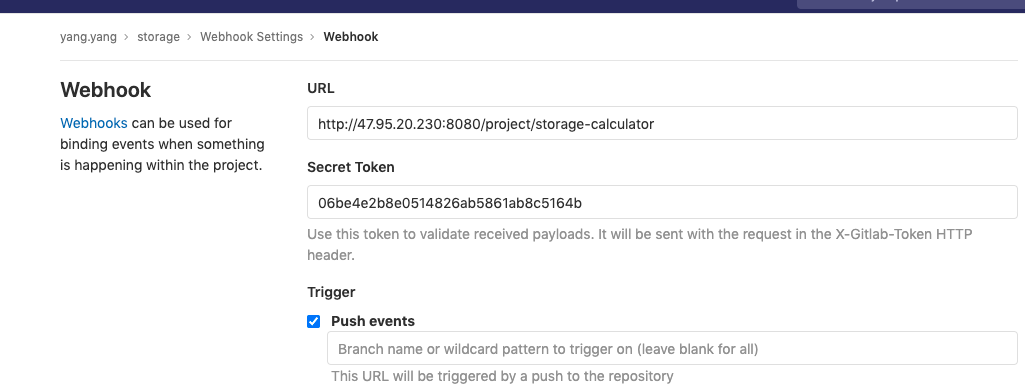 yang.yang › storage › Webhook Settings › Webhook
Webhook
Webhooks can be used for
binding events when something
is happening within the project.
URL
http://47.95.20.230:8080/project/storage-calculator
Secret Token
06be4e2b8e0514826ab5861ab8c5164b
Use this token to validate received payloads. It will be sent with the request in the X-Gitlab-Token HTTP
header.
Trigger
Push events
Branch name or wildcard pattern to trigger on (leave blank for all)
This URL will be triggered by a push to the repository